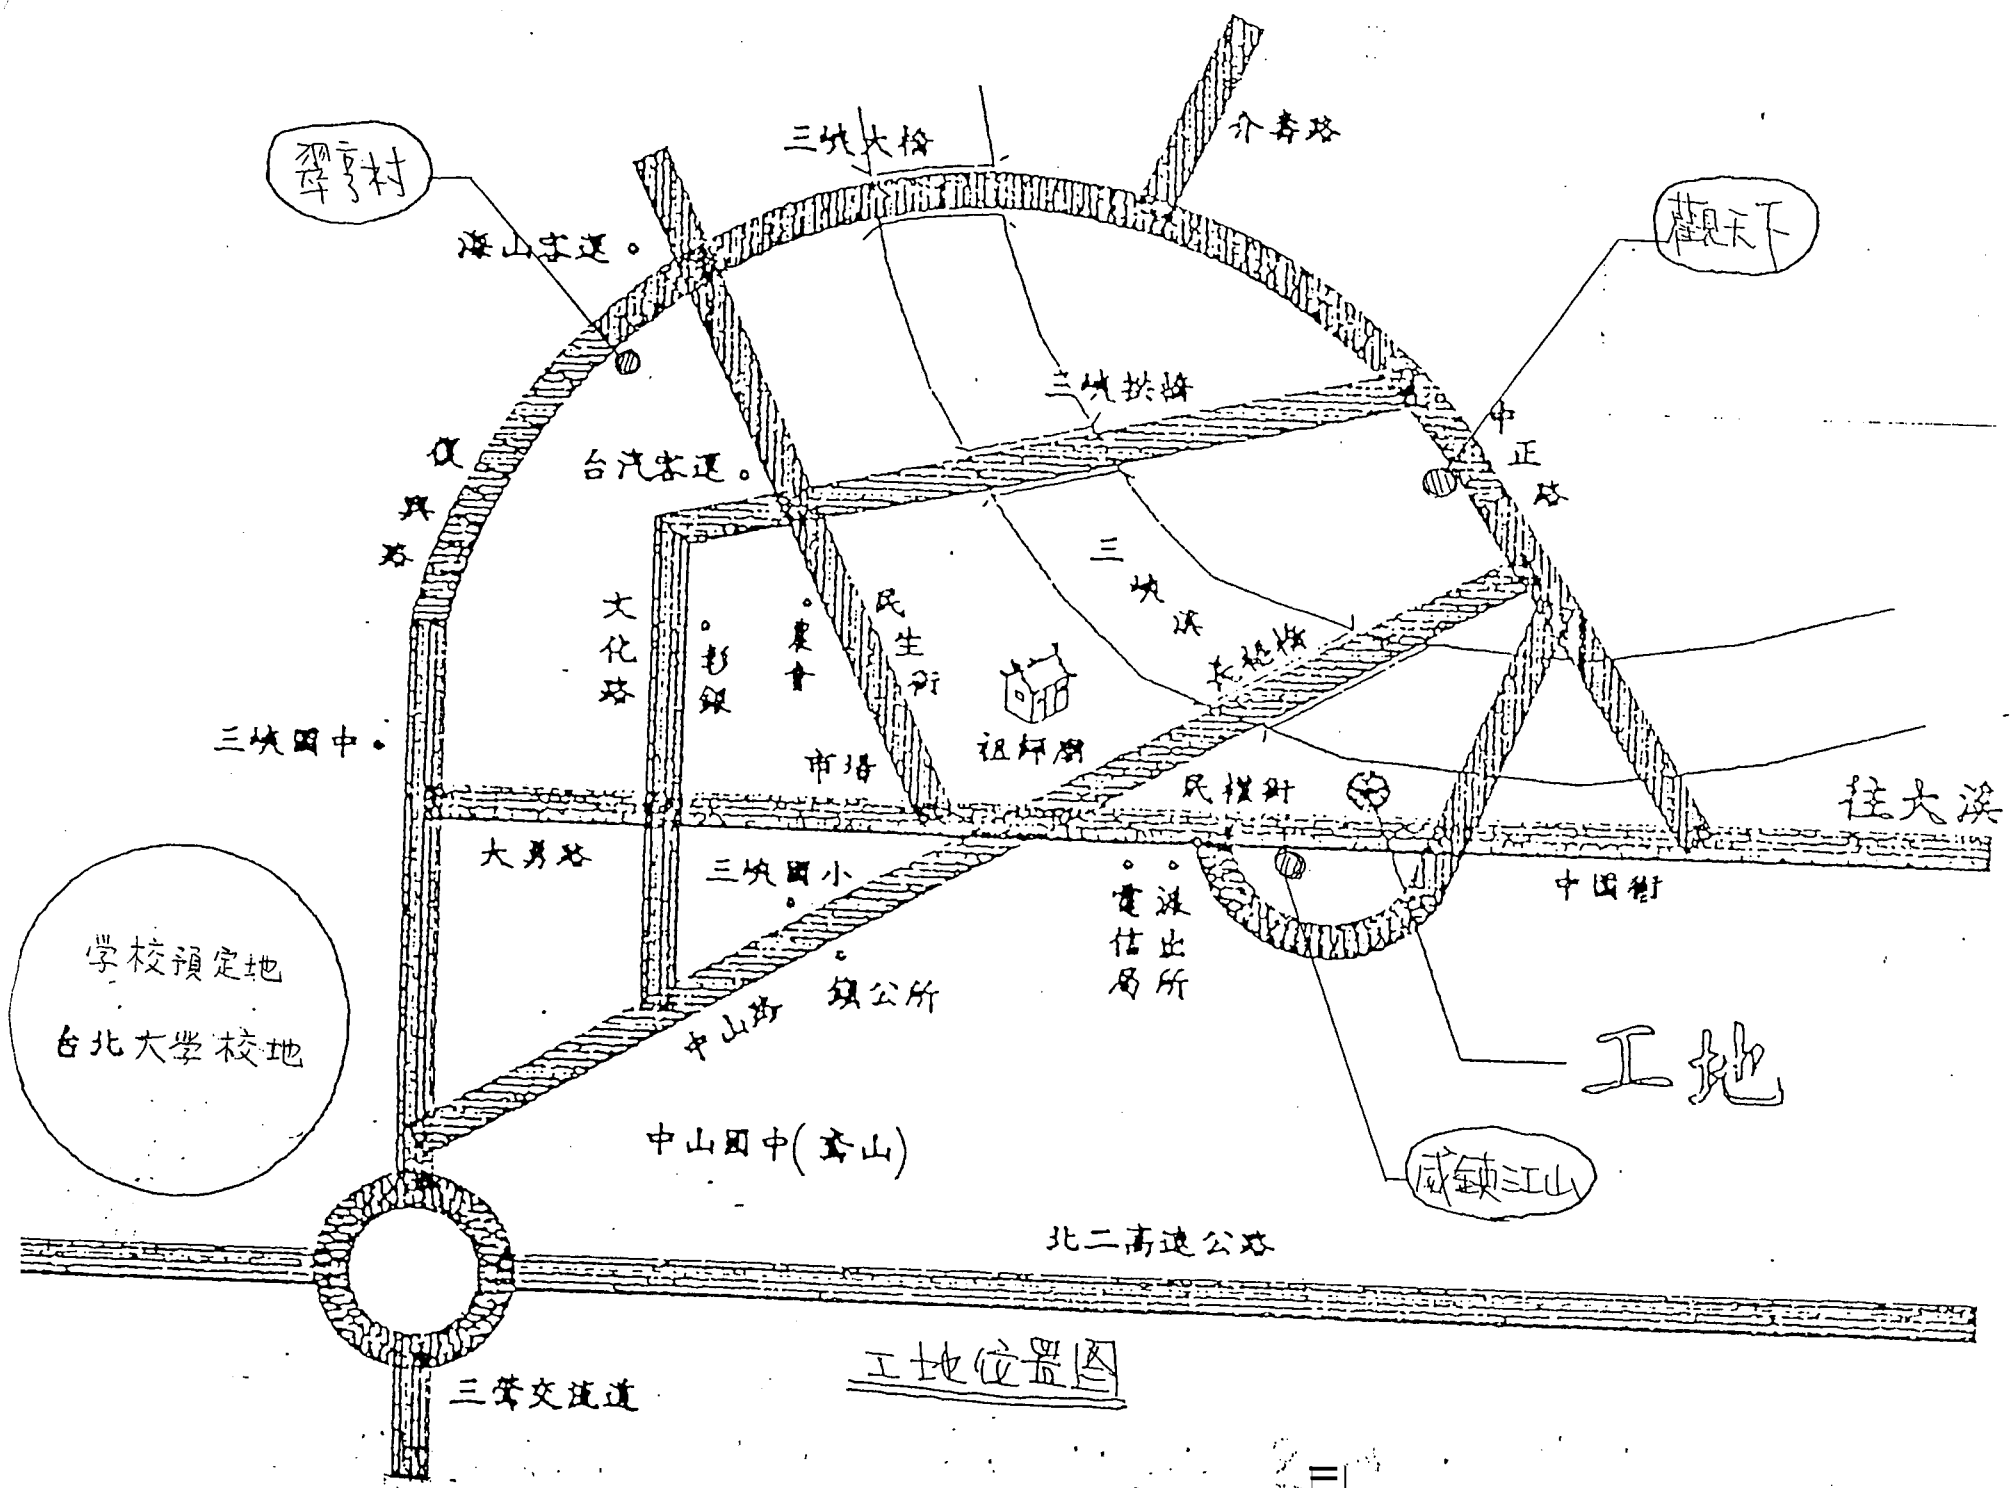 三峽大橋
介壽路
翠亨村
觀天下
海山客運
三峽拱橋
中正路
復興路
台汽客運
三峽溪
文化路
彰銀
農會
民生街
長福橋
三峽國中
市場
祖師廟
民權街
往大溪
大勇路
三峽國小
電信局
派出所
中園街
學校預定地
台北大學校地
鎮公所
中山街
工地
中山國中(鳶山)
威鎮江山
北二高速公路
工地位置图
三鶯交流道